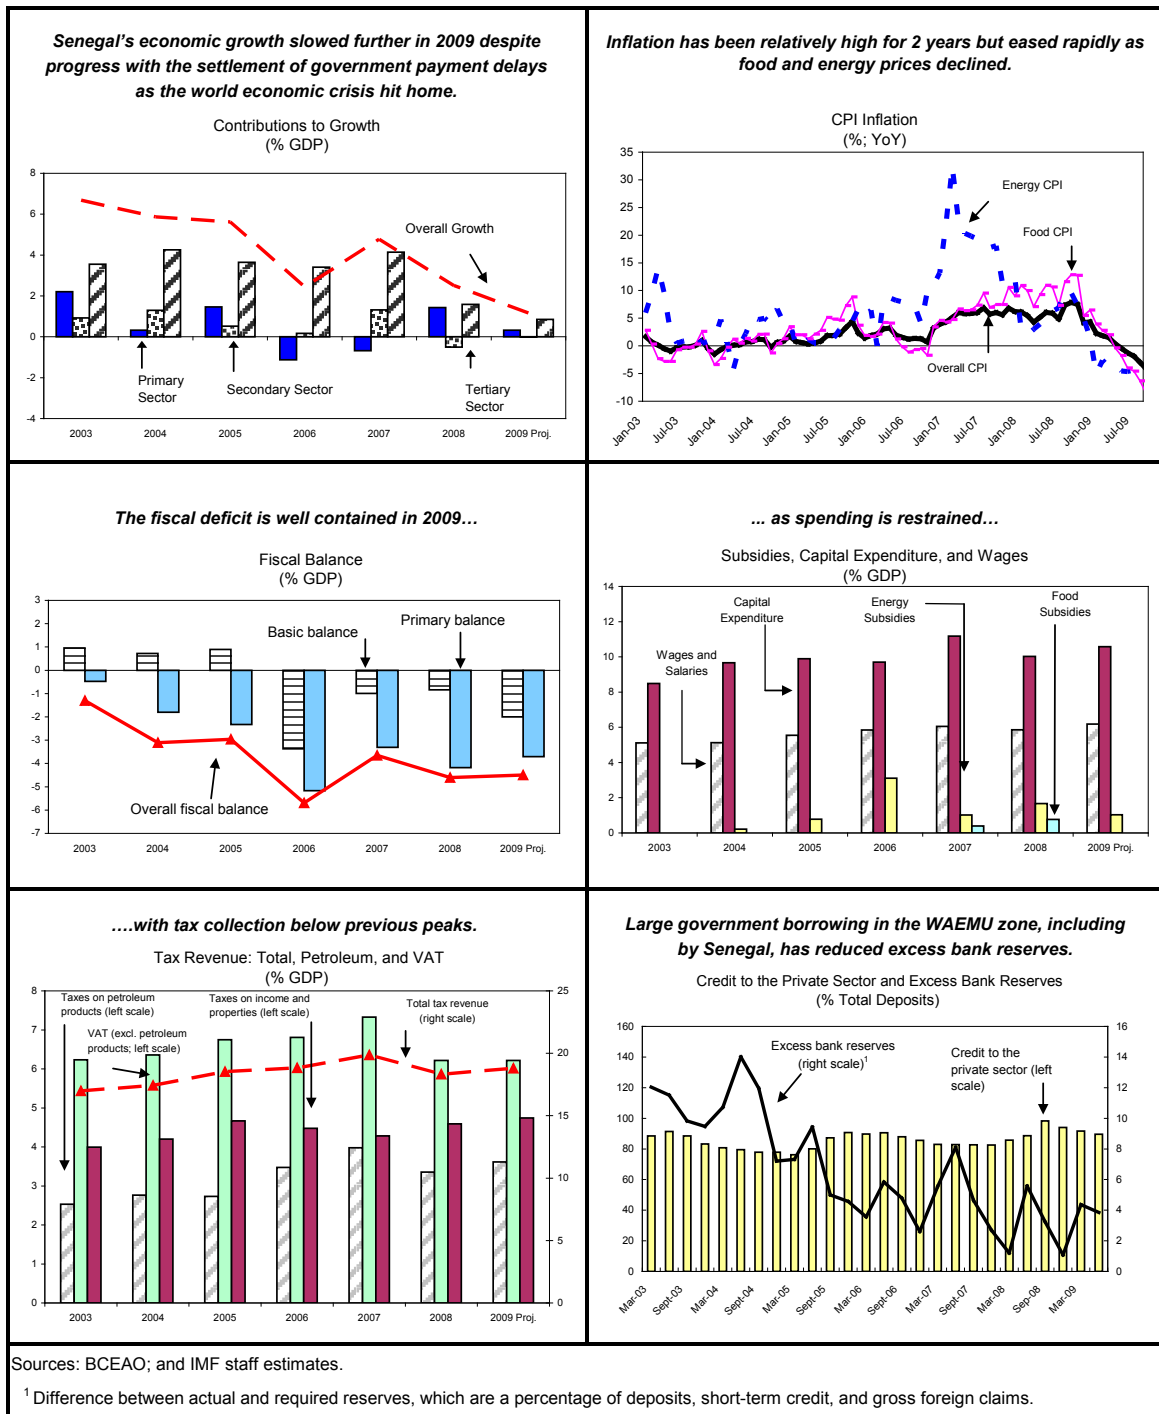 Senegal's economic growth slowed further in 2009 despite
progress with the settlement of government payment delays
as the world economic crisis hit home.
Contributions to Growth
(% GDP)
8
6
4
2
0
-2
-4
Overall Growth
Primary
Sector
Secondary Sector
Tertiary
Sector
2003
2004
2005
2006
2007
2008
2009 Proj.
Inflation has been relatively high for 2 years but eased rapidly as
food and energy prices declined.
CPI Inflation
(%; YoY)
35
30
25
20
15
10
5
0
-5
-10
Energy CPI
Food CPI
Overall CPI
Jan-03
Jul-03
Jan-04
Jul-04
Jan-05
Jul-05
Jan-06
Jul-06
Jan-07
Jul-07
Jan-08
Jul-08
Jan-09
Jul-09
The fiscal deficit is well contained in 2009…
Fiscal Balance
(% GDP)
3
2
1
0
-1
-2
-3
-4
-5
-6
-7
Basic balance
Primary balance
Overall fiscal balance
2003
2004
2005
2006
2007
2008
2009 Proj.
... as spending is restrained…
Subsidies, Capital Expenditure, and Wages
(% GDP)
14
12
10
8
6
4
2
0
Wages and
Salaries
Capital
Expenditure
Energy
Subsidies
Food
Subsidies
2003
2004
2005
2006
2007
2008
2009 Proj.
….with tax collection below previous peaks.
Tax Revenue: Total, Petroleum, and VAT
(% GDP)
8
7
6
5
4
3
2
1
0
25
20
15
10
5
0
Taxes on petroleum
products (left scale)
VAT (excl. petroleum
products; left scale)
Taxes on income and
properties (left scale)
Total tax revenue
(right scale)
2003
2004
2005
2006
2007
2008
2009 Proj.
Large government borrowing in the WAEMU zone, including
by Senegal, has reduced excess bank reserves.
Credit to the Private Sector and Excess Bank Reserves
(% Total Deposits)
160
140
120
100
80
60
40
20
0
16
14
12
10
8
6
4
2
0
Excess bank reserves
(right scale)1
Credit to the
private sector (left
scale)
Mar-03
Sept-03
Mar-04
Sept-04
Mar-05
Sept-05
Mar-06
Sept-06
Mar-07
Sept-07
Mar-08
Sep-08
Mar-09
Sources: BCEAO; and IMF staff estimates.
1 Difference between actual and required reserves, which are a percentage of deposits, short-term credit, and gross foreign claims.